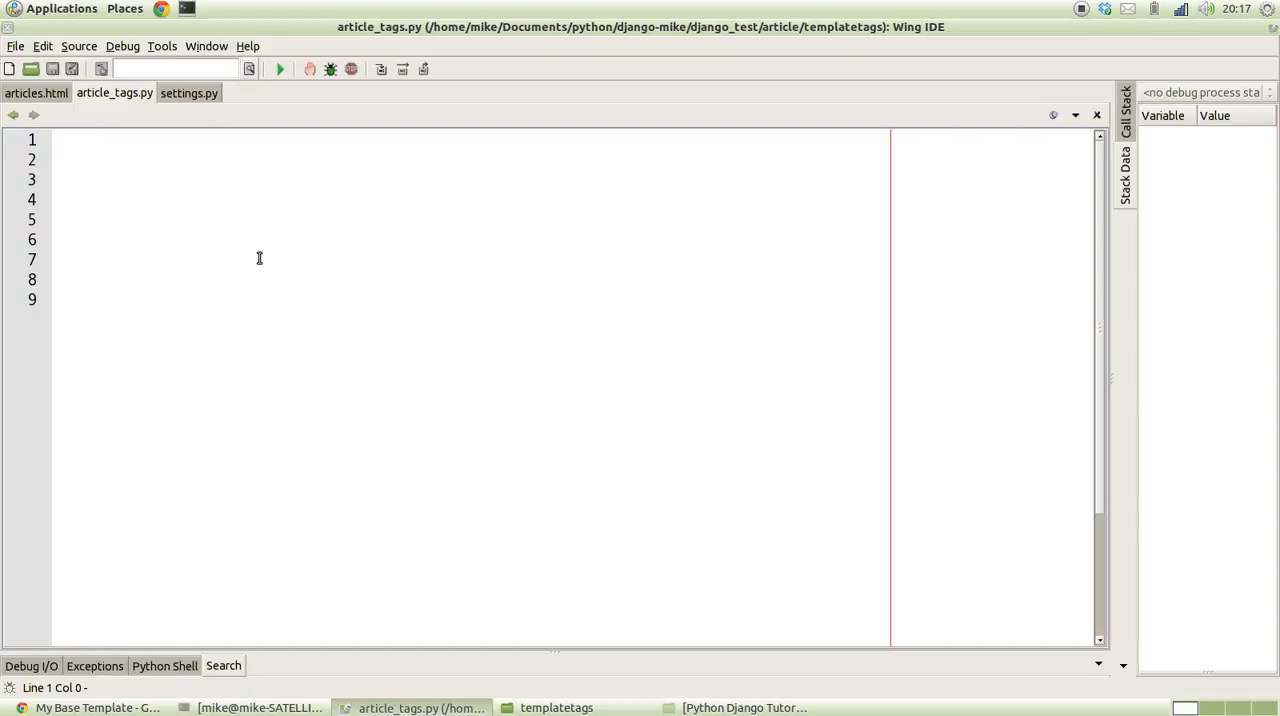 Applications Places 20:17
article_tags.py (/home/mike/Documents/python/django-mike/django_test/article/templatetags): Wing IDE
File Edit Source Debug Tools Window Help
articles.html article_tags.py settings.py
<no debug process sta
Variable Value
Call Stack
Stack Data
1
2
3
4
5
6
7
8
9
Debug I/O Exceptions Python Shell Search
Line 1 Col 0 -
My Base Template - G... [mike@mike-SATELLI... article_tags.py (/hom... templatetags [Python Django Tutor...